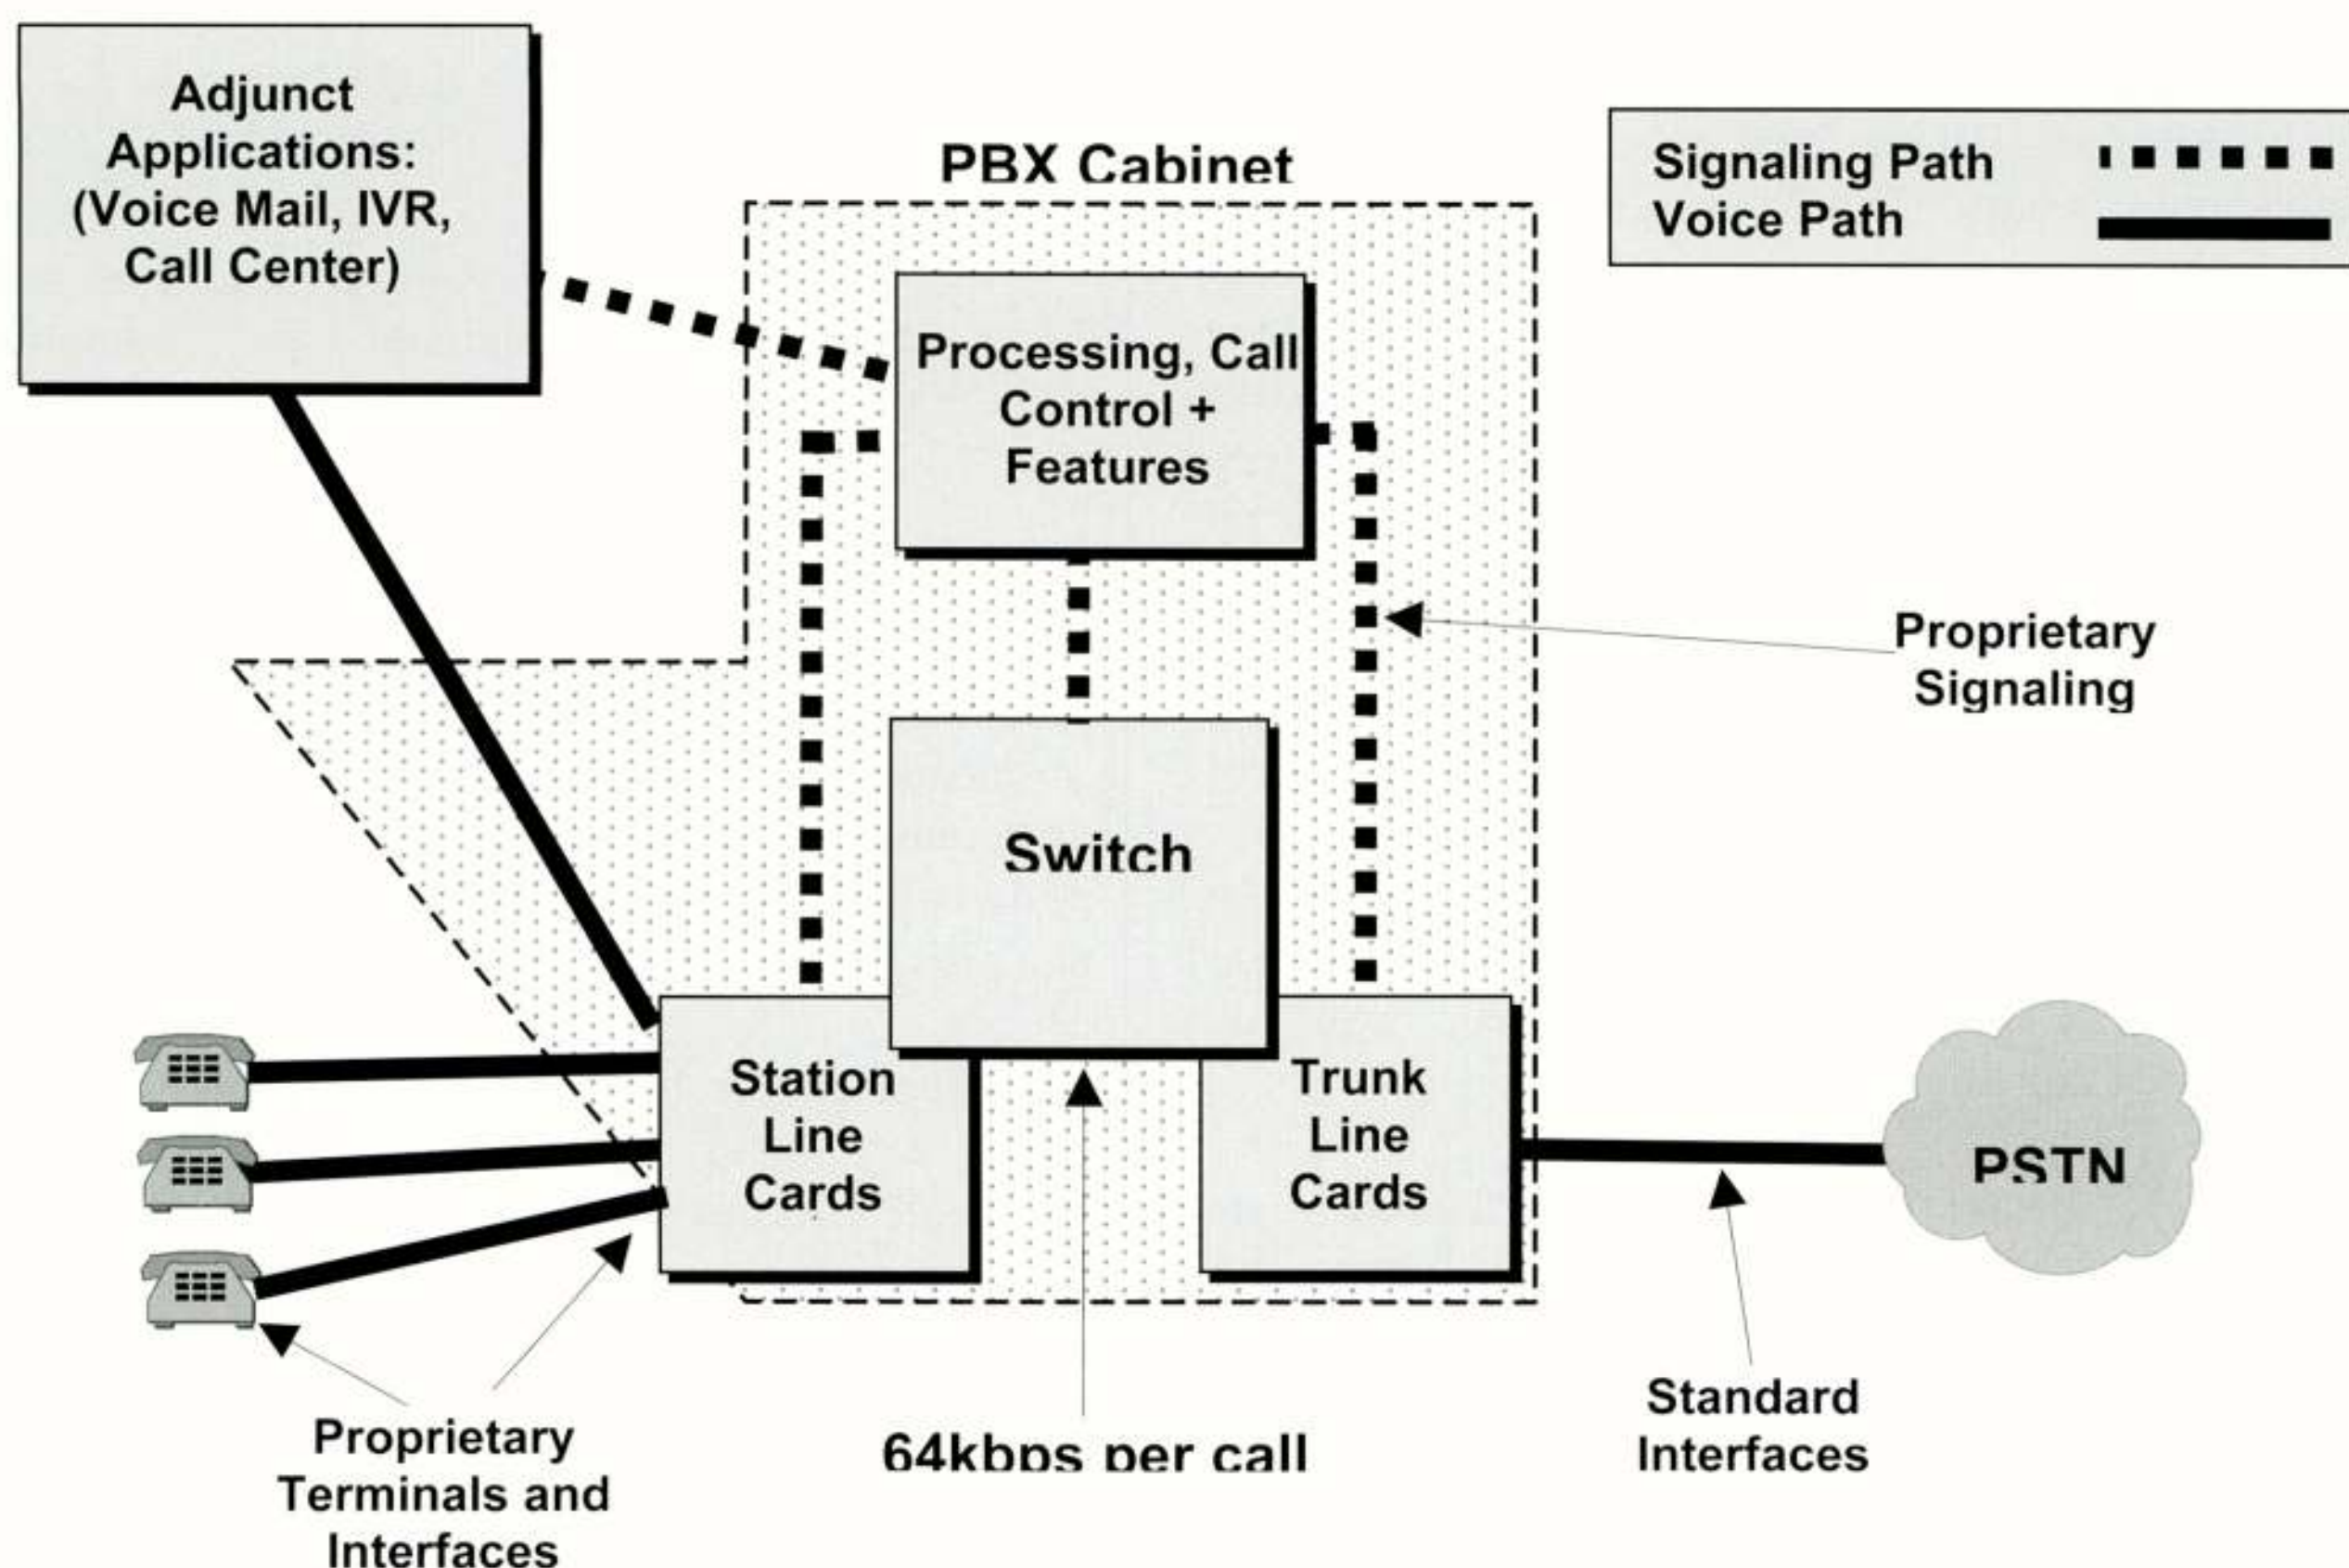 Adjunct
Applications:
(Voice Mail, IVR,
Call Center)
PBX Cabinet
Signaling Path
Voice Path
Processing, Call
Control +
Features
Proprietary
Signaling
Switch
Station
Line
Cards
Trunk
Line
Cards
PSTN
Proprietary
Terminals and
Interfaces
64kbps per call
Standard
Interfaces